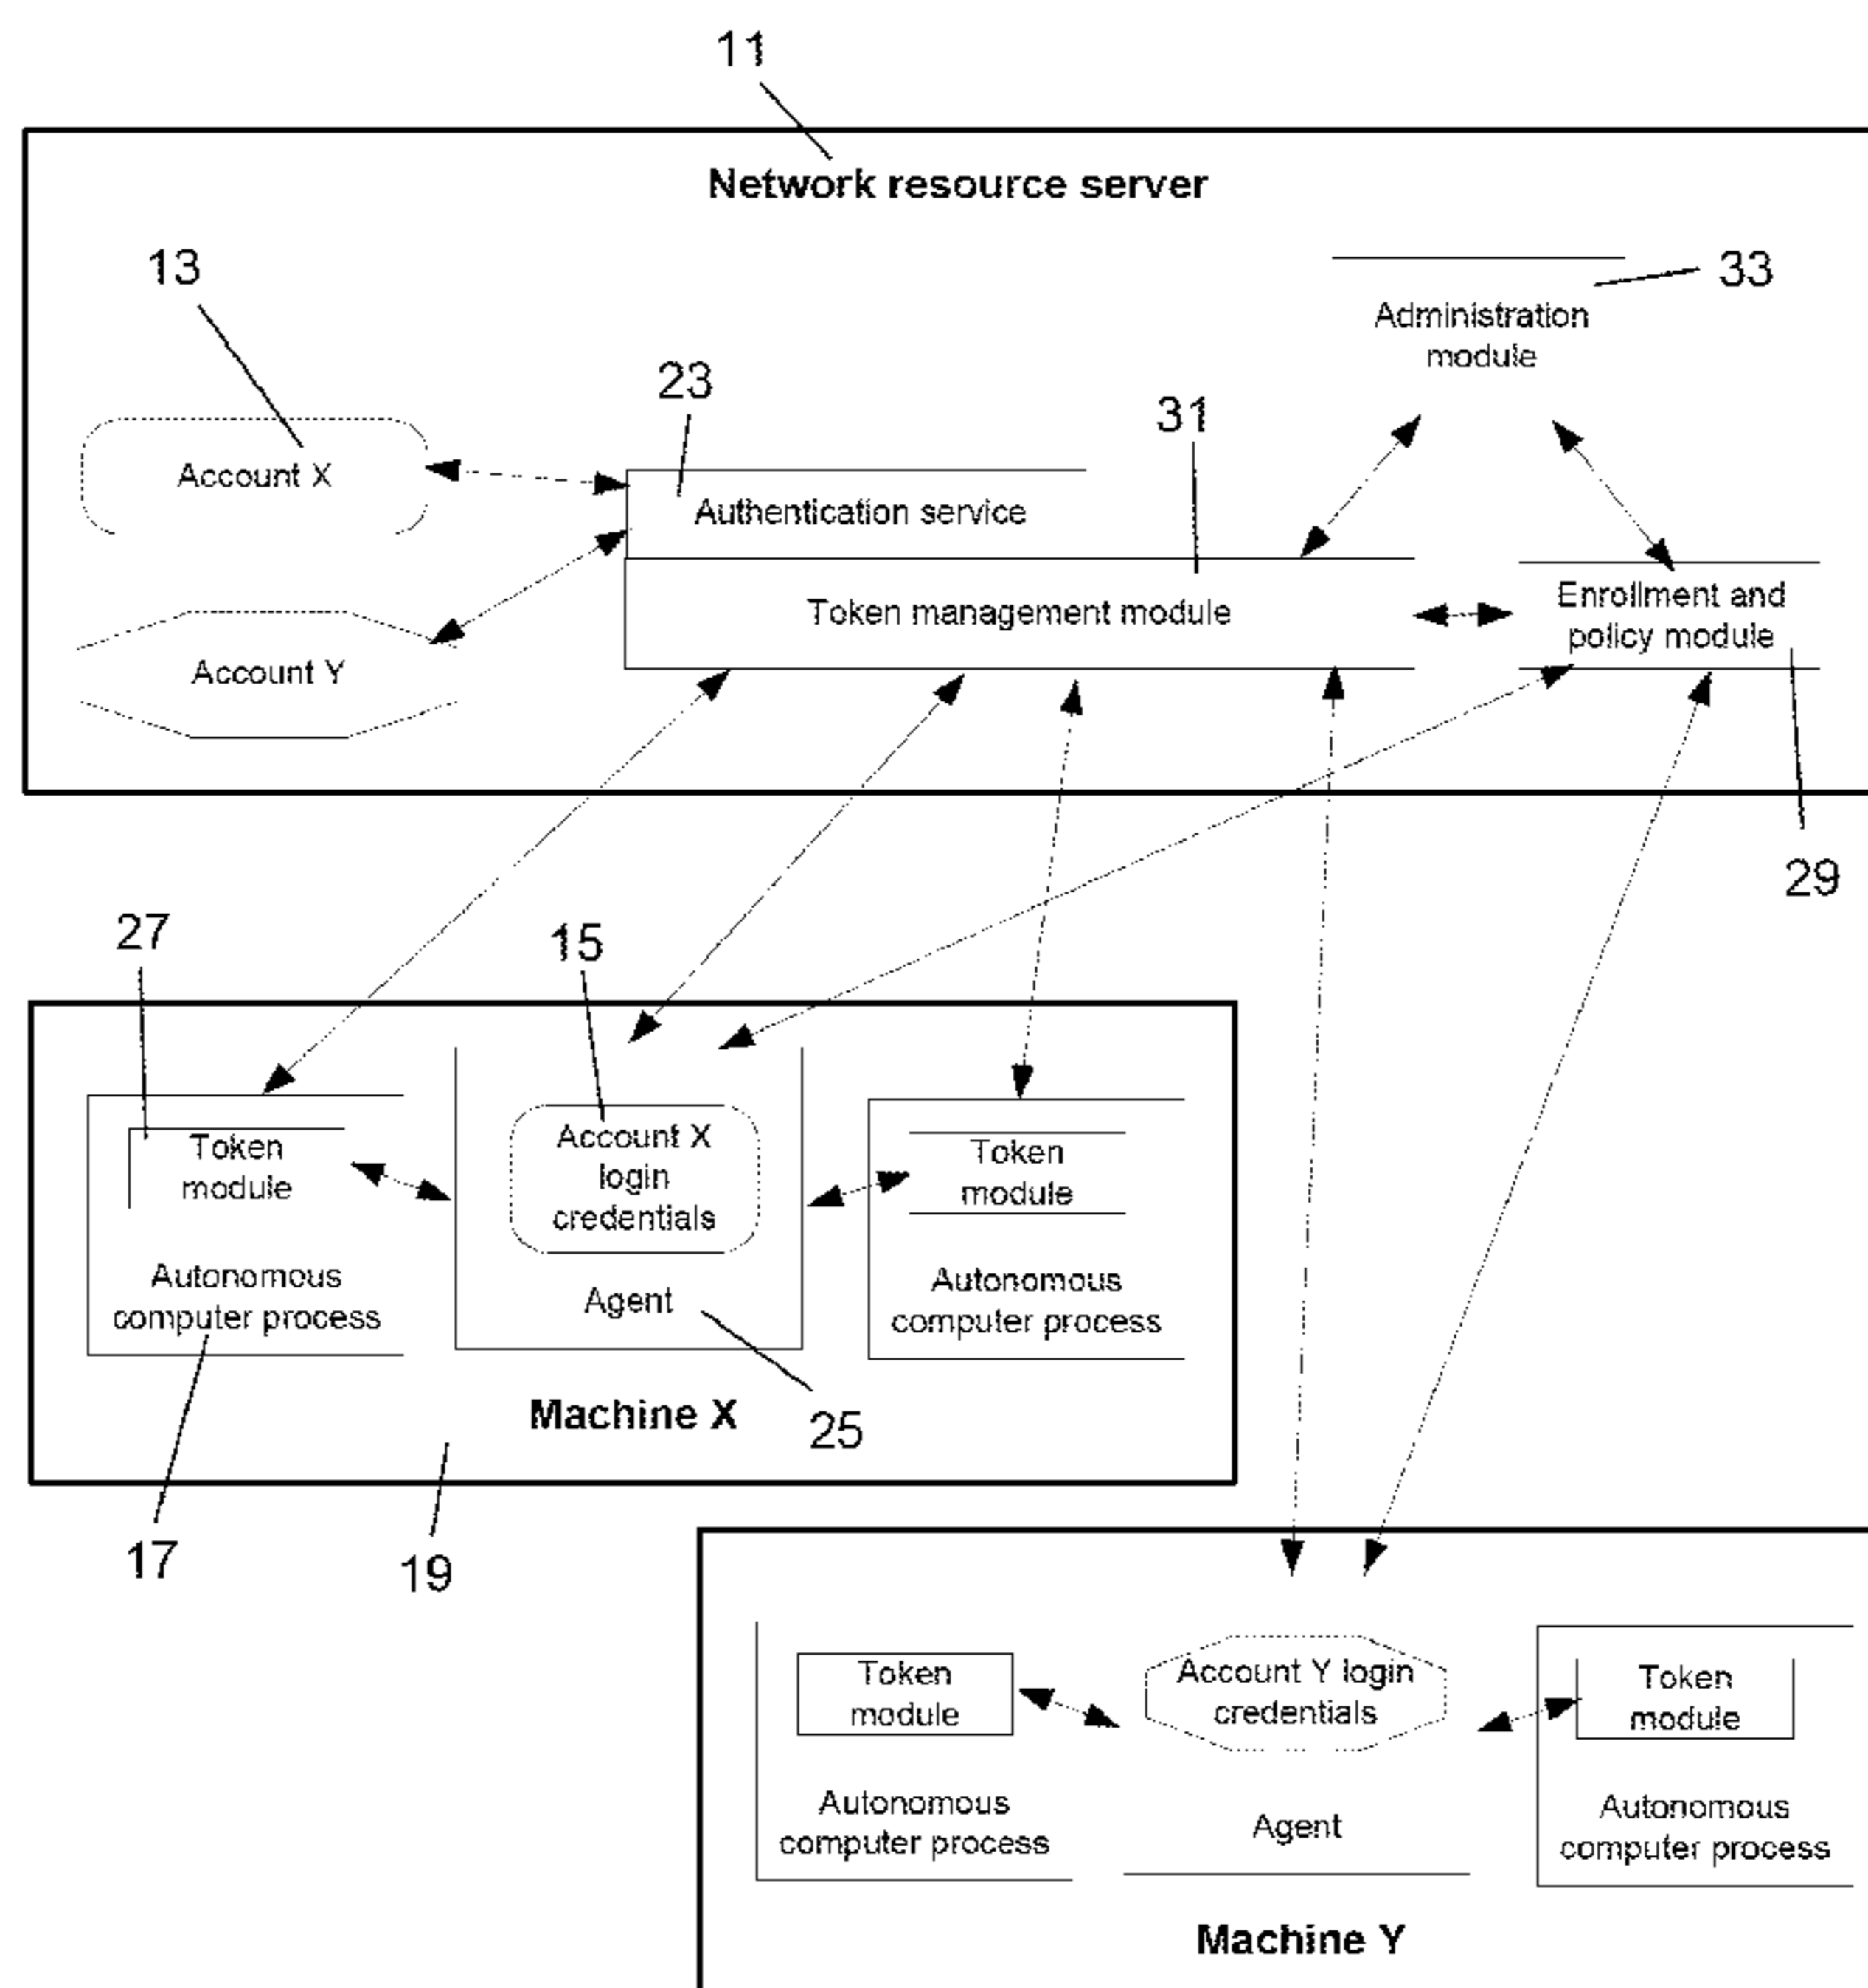 11
Network resource server
13
33
Administration
module
23
31
Account X
Authentication service
Token management module
Enrollment and
policy module
Account Y
29
27
15
Token
module
Account X
login
credentials
Token
module
Autonomous
computer process
Agent
Autonomous
computer process
Machine X
25
17
19
Token
module
Account Y login
credentials
Token
module
Autonomous
computer process
Agent
Autonomous
computer process
Machine Y